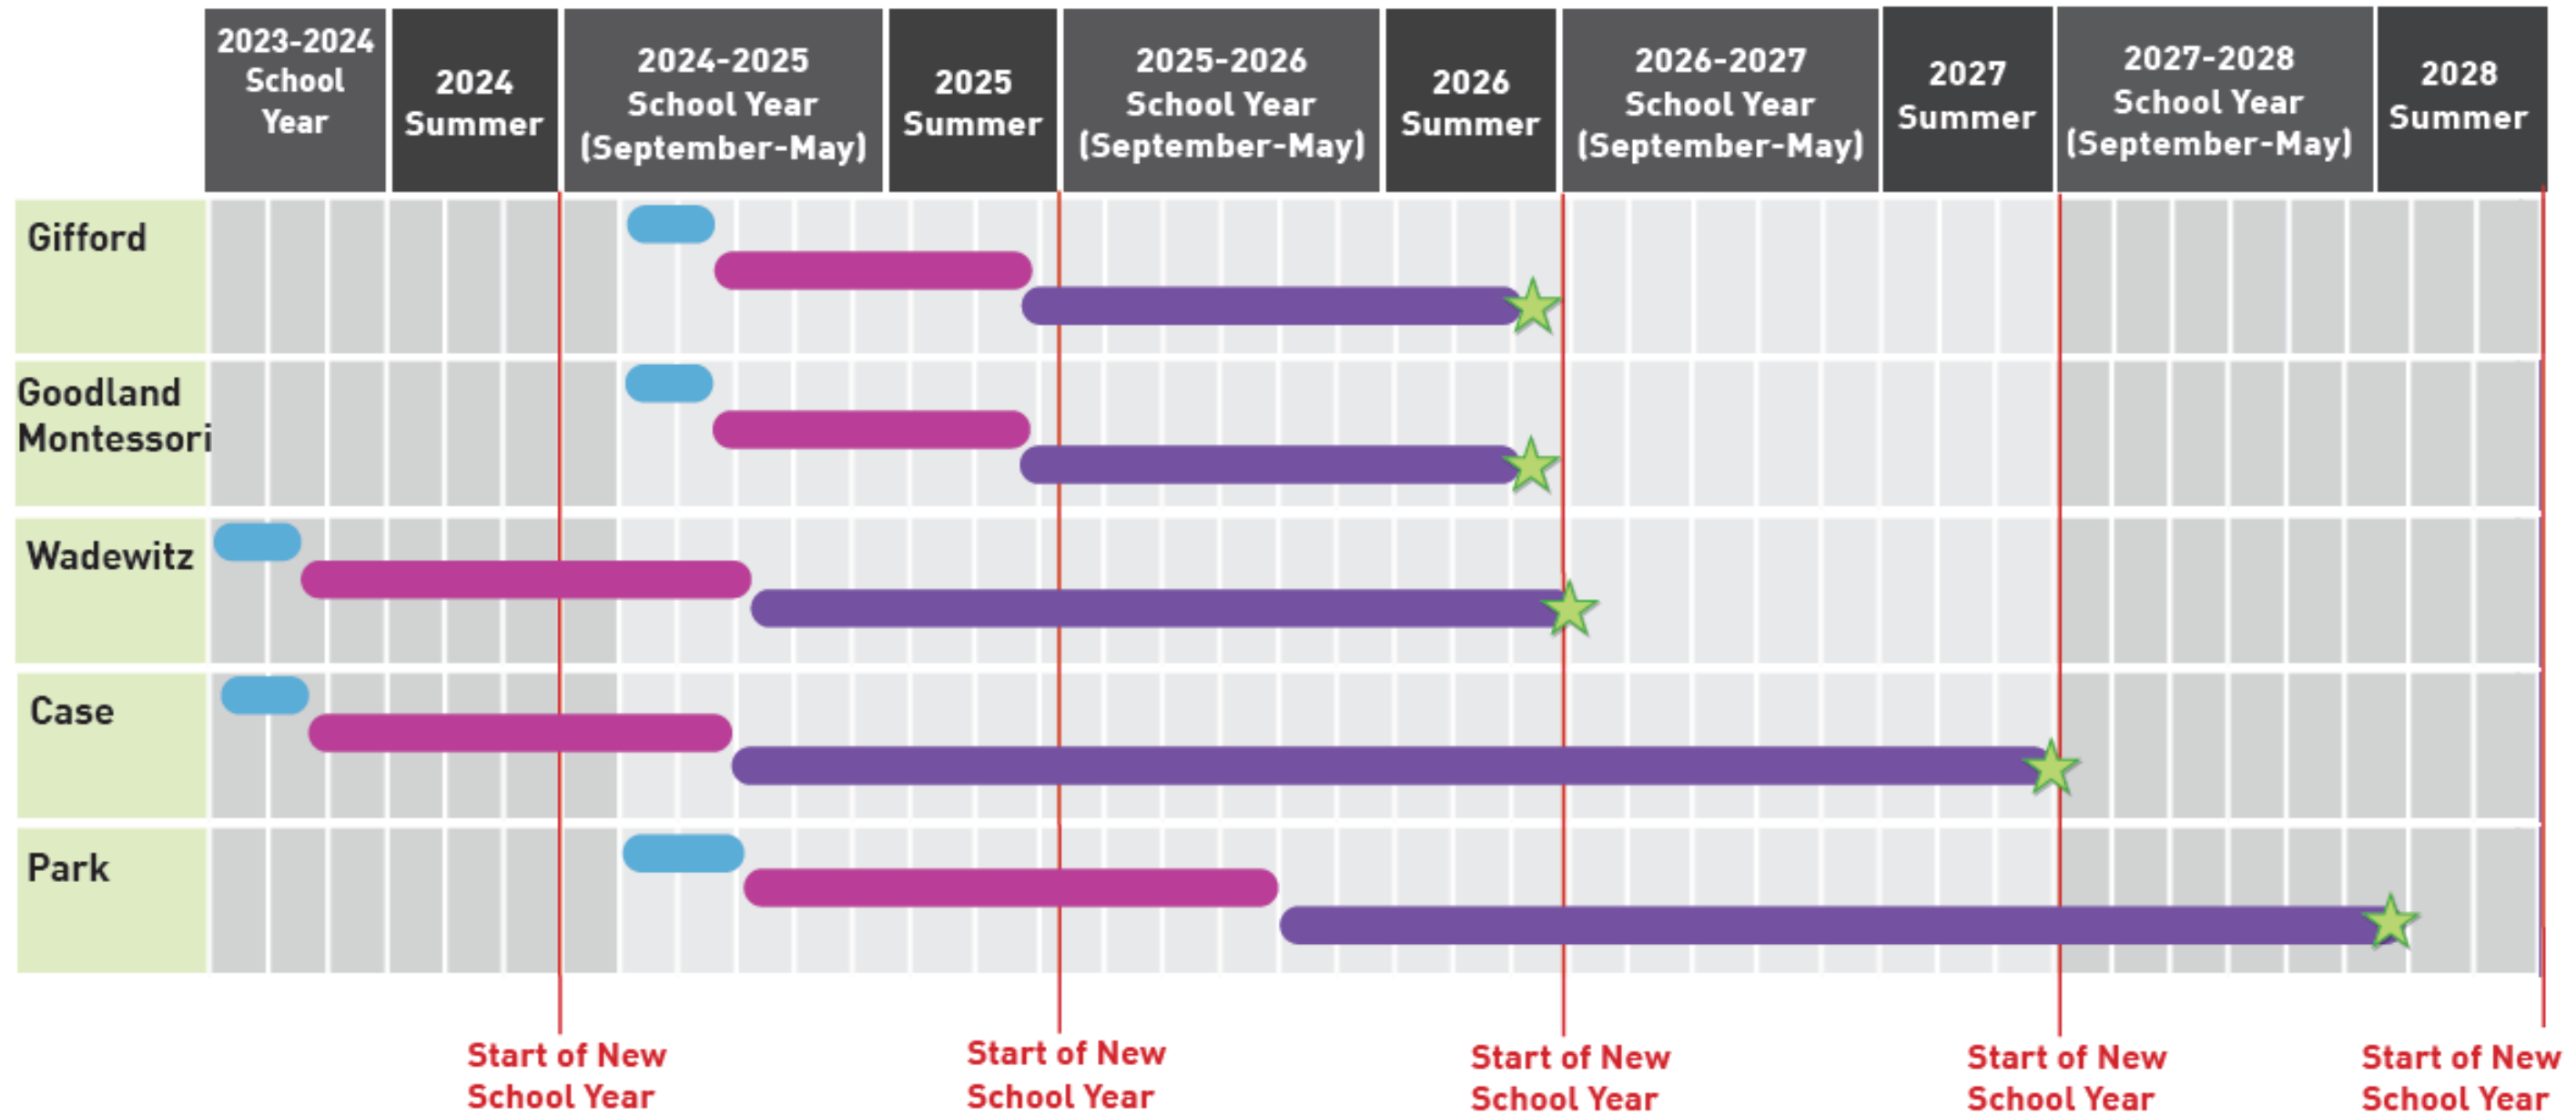 2023-2024
School
Year
2024
Summer
2024-2025
School Year
(September-May)
2025
Summer
2025-2026
School Year
(September-May)
2026
Summer
2026-2027
School Year
(September-May)
2027
Summer
2027-2028
School Year
(September-May)
2028
Summer
Gifford
Goodland
Montessori
Wadewitz
Case
Park
Start of New
School Year
Start of New
School Year
Start of New
School Year
Start of New
School Year
Start of New
School Year